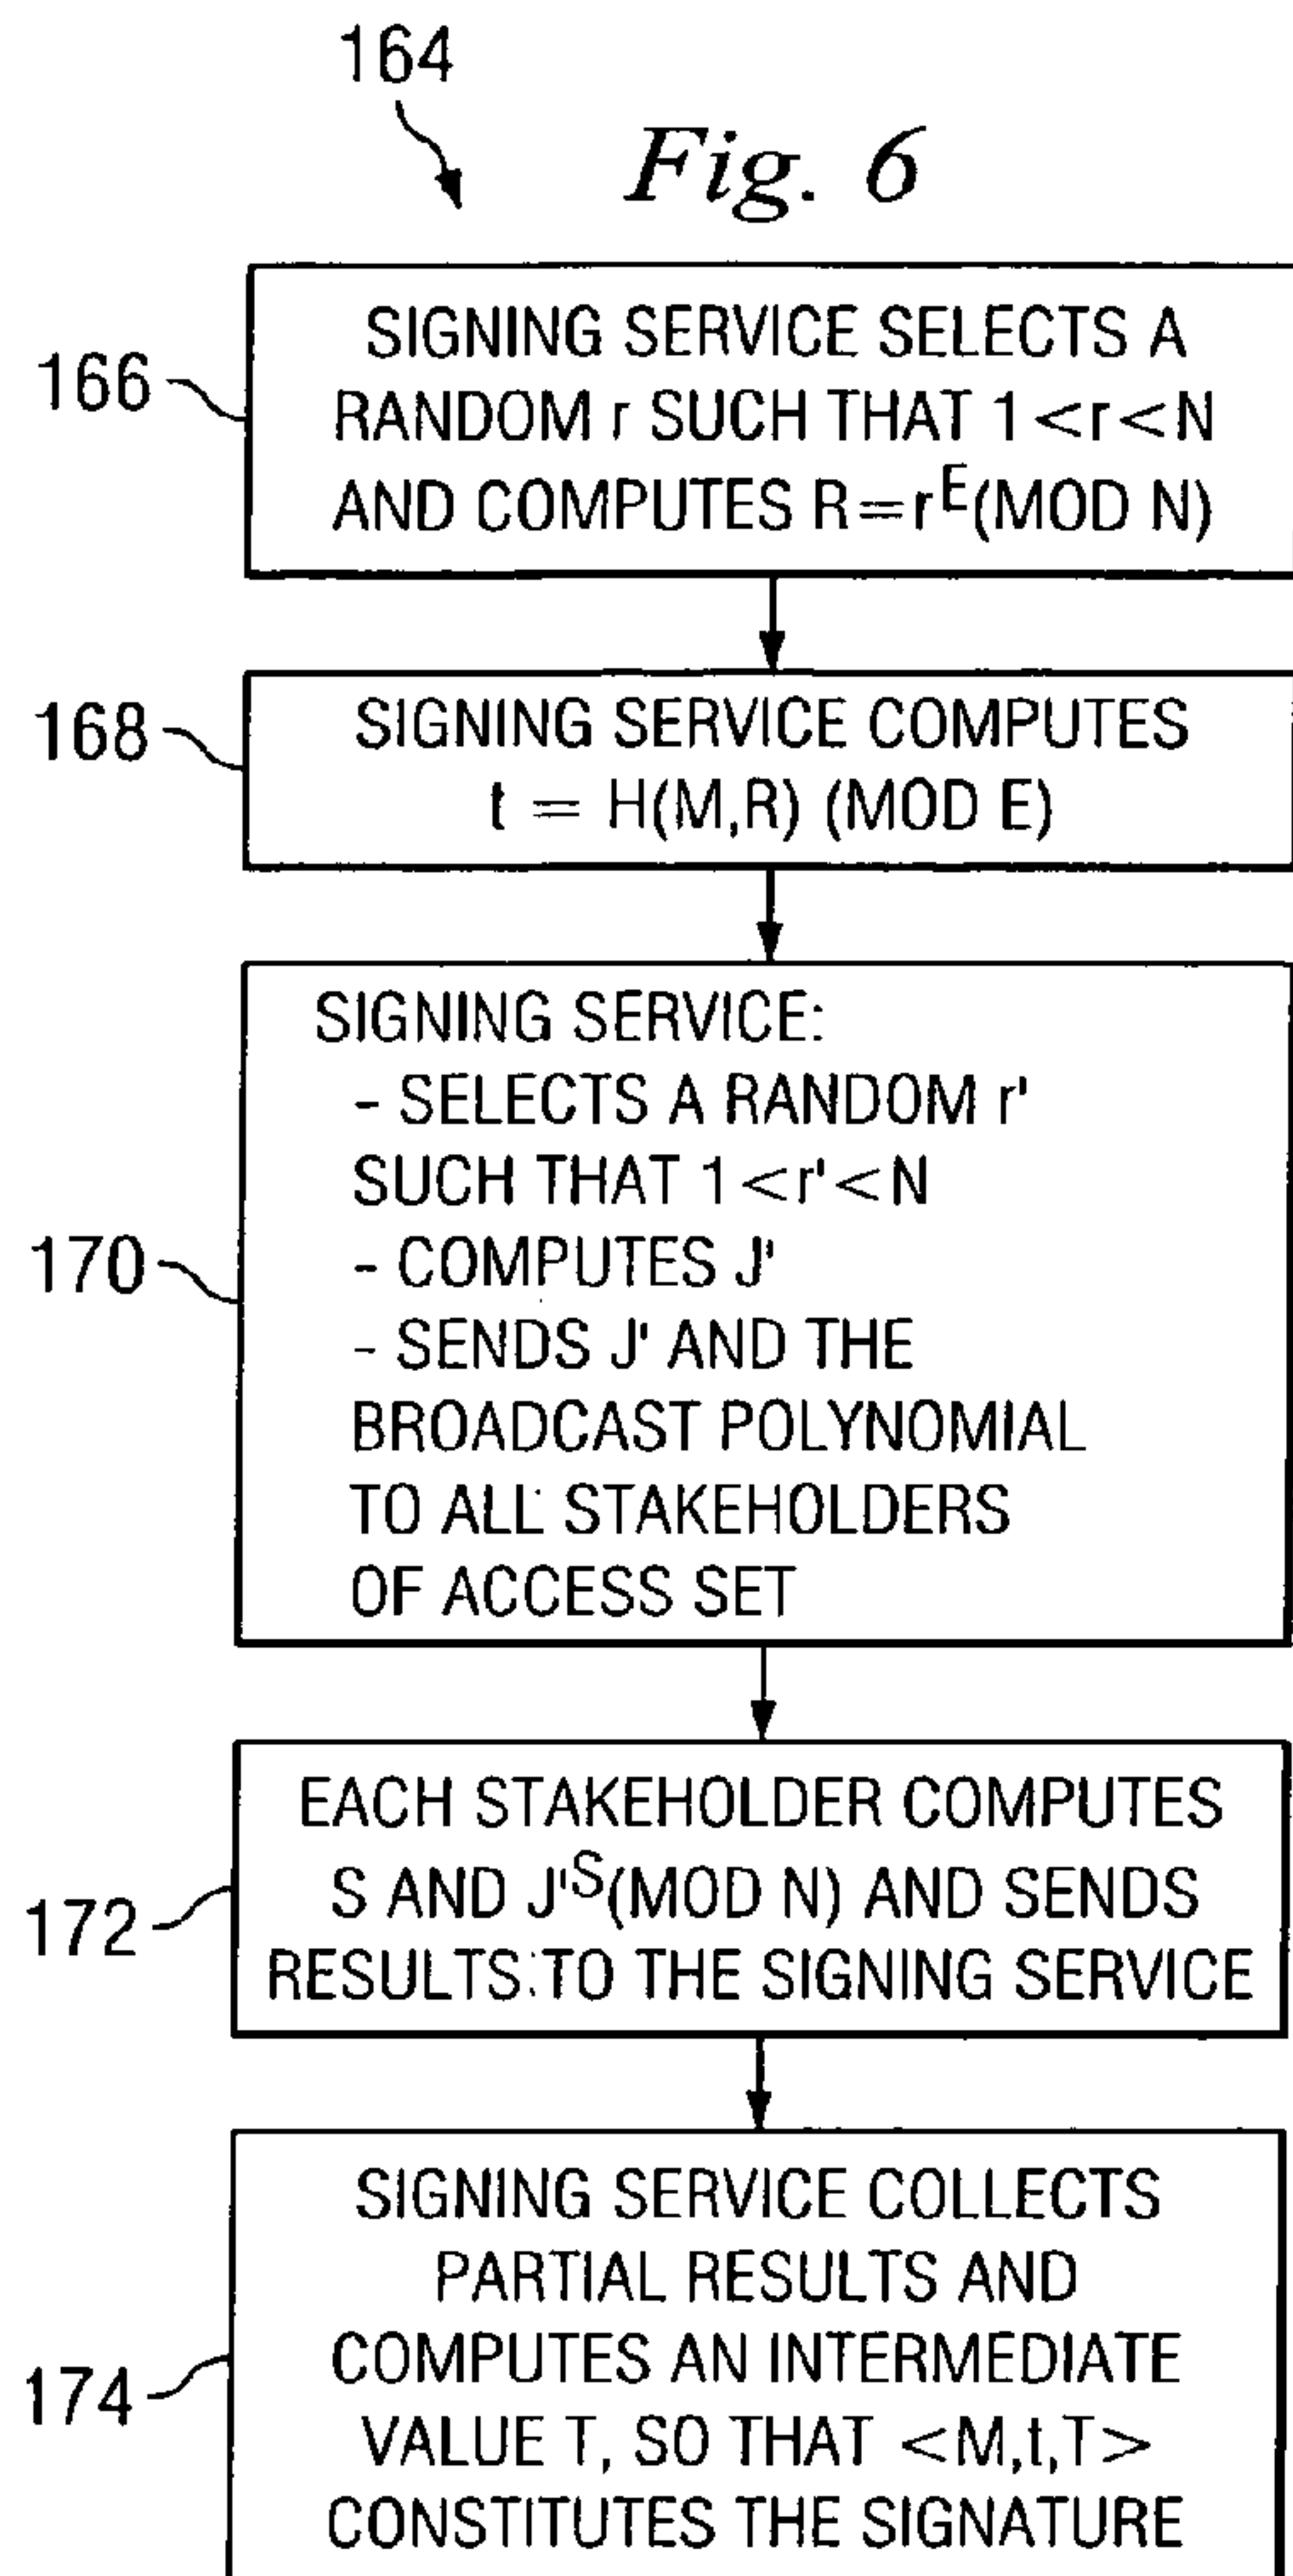 164
Fig. 6
166
SIGNING SERVICE SELECTS A
RANDOM r SUCH THAT 1<r<N
AND COMPUTES R=r^E(MOD N)
168
SIGNING SERVICE COMPUTES
t = H(M,R) (MOD E)
170
SIGNING SERVICE:
- SELECTS A RANDOM r'
SUCH THAT 1<r'<N
- COMPUTES J'
- SENDS J' AND THE
BROADCAST POLYNOMIAL
TO ALL STAKEHOLDERS
OF ACCESS SET
172
EACH STAKEHOLDER COMPUTES
S AND J'^S(MOD N) AND SENDS
RESULTS TO THE SIGNING SERVICE
174
SIGNING SERVICE COLLECTS
PARTIAL RESULTS AND
COMPUTES AN INTERMEDIATE
VALUE T, SO THAT <M,t,T>
CONSTITUTES THE SIGNATURE